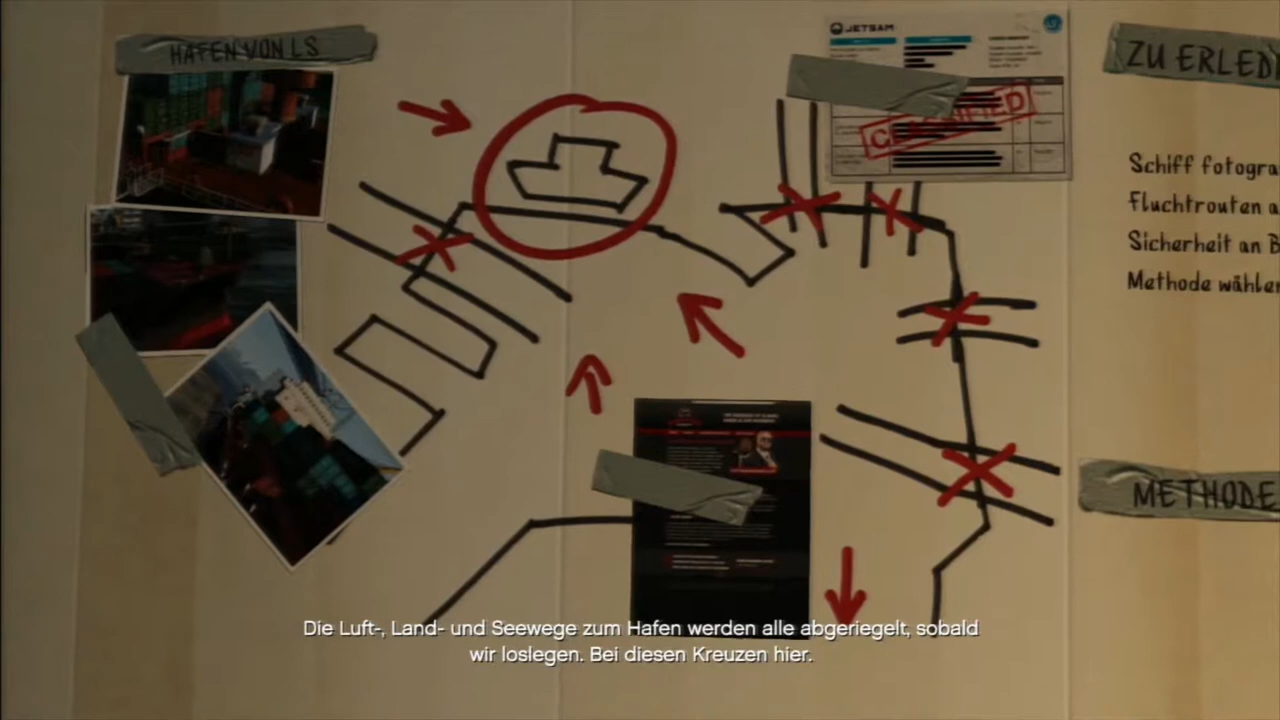 HAFEN VON LS
JETSAM
CLASSIFIED
ZU ERLED
Schiff fotogra
Fluchtrouten a
Sicherheit an B
Methode wählen
METHODE
Die Luft-, Land- und Seewege zum Hafen werden alle abgeriegelt, sobald
wir loslegen. Bei diesen Kreuzen hier.